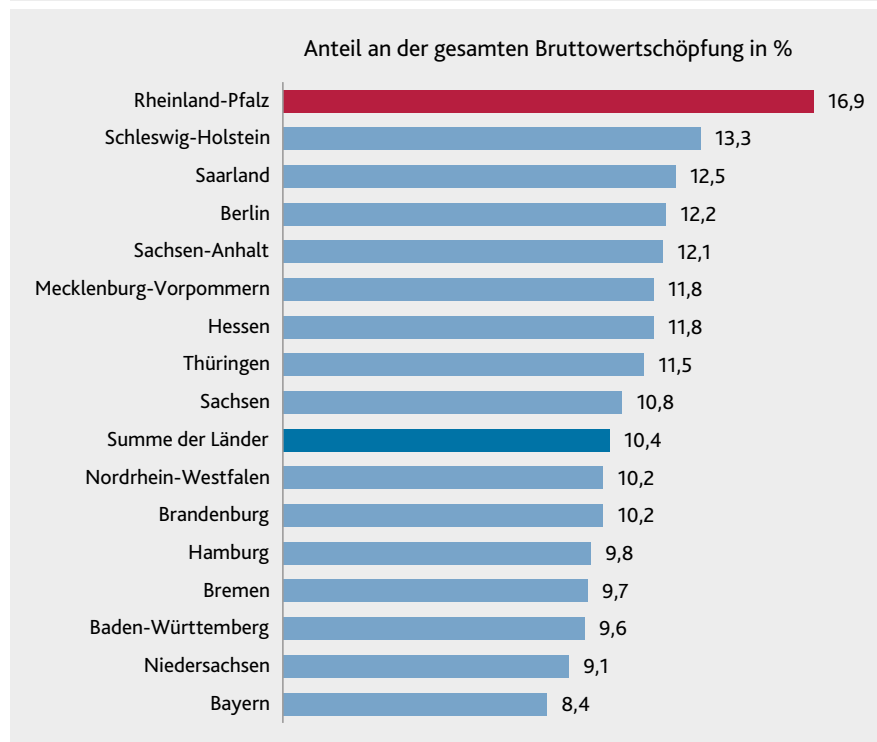 Anteil an der gesamten Bruttowertschöpfung in %
Rheinland-Pfalz 16,9
Schleswig-Holstein 13,3
Saarland 12,5
Berlin 12,2
Sachsen-Anhalt 12,1
Mecklenburg-Vorpommern 11,8
Hessen 11,8
Thüringen 11,5
Sachsen 10,8
Summe der Länder 10,4
Nordrhein-Westfalen 10,2
Brandenburg 10,2
Hamburg 9,8
Bremen 9,7
Baden-Württemberg 9,6
Niedersachsen 9,1
Bayern 8,4